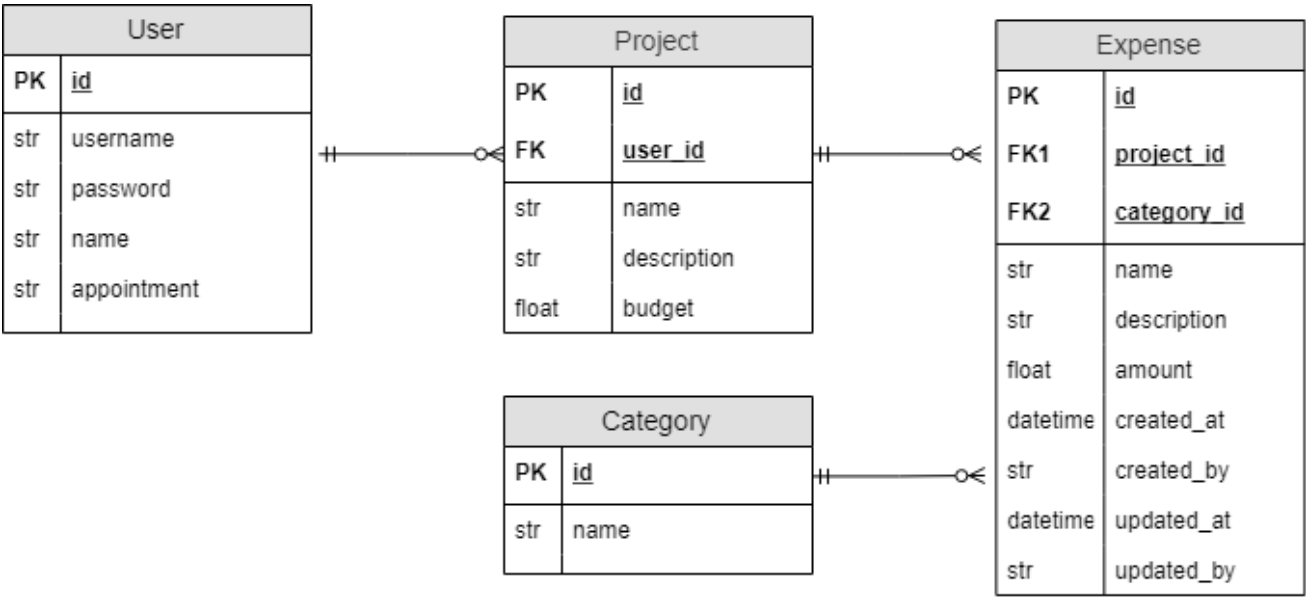 User
PK id
str username
str password
str name
str appointment
Project
PK id
FK user_id
str name
str description
float budget
Expense
PK id
FK1 project_id
FK2 category_id
str name
str description
float amount
datetime created_at
str created_by
datetime updated_at
str updated_by
Category
PK id
str name